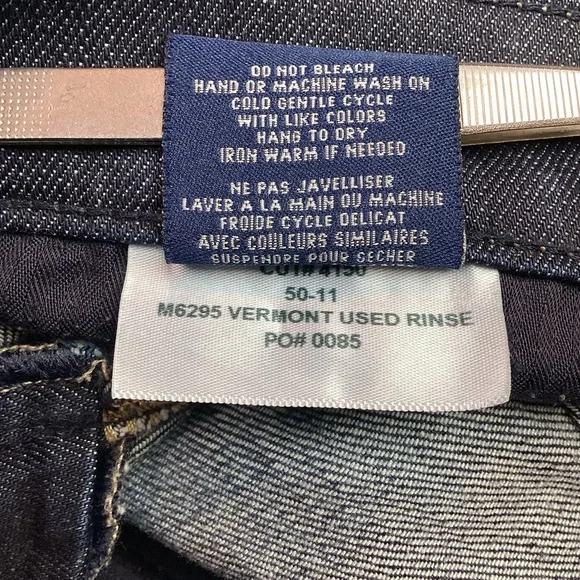 DO NOT BLEACH
HAND OR MACHINE WASH ON
COLD GENTLE CYCLE
WITH LIKE COLORS
HANG TO DRY
IRON WARM IF NEEDED
NE PAS JAVELLISER
LAVER A LA MAIN OU MACHINE
FROIDE CYCLE DELICAT
AVEC COULEURS SIMILAIRES
SUSPENDRE POUR SECHER
CUT# 4150
50-11
M6295 VERMONT USED RINSE
PO# 0085